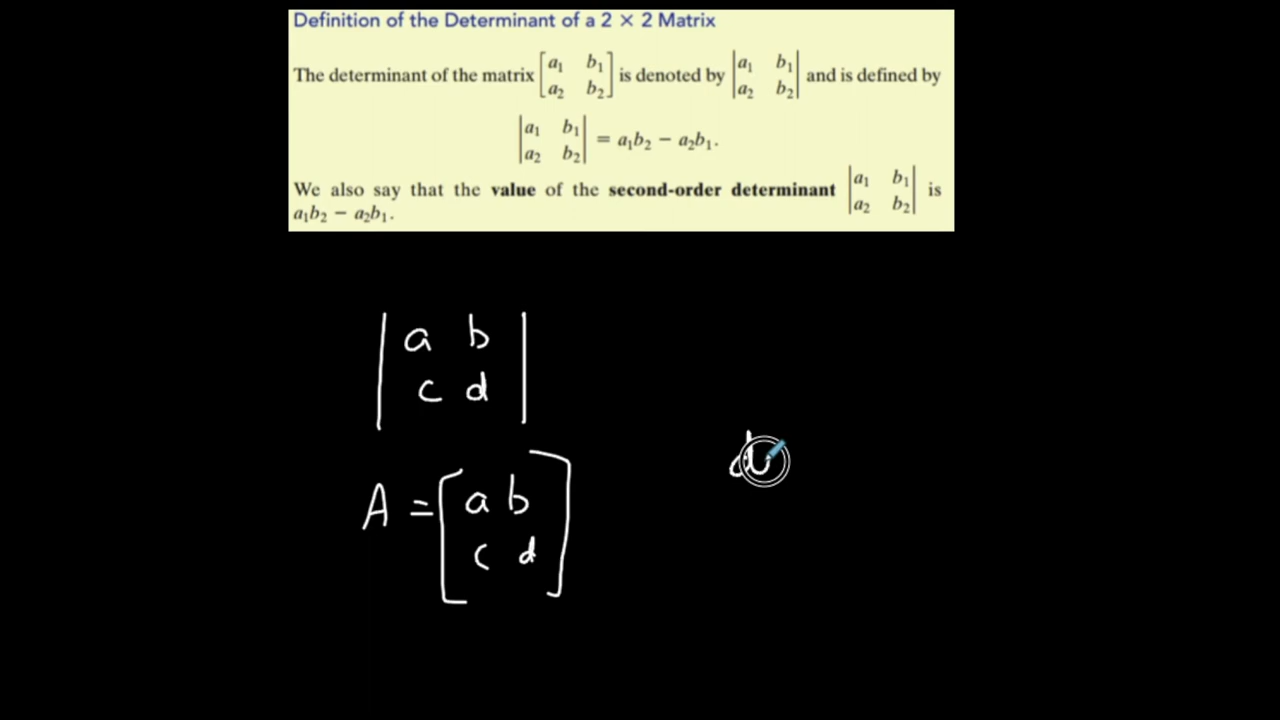 Definition of the Determinant of a 2 × 2 Matrix
The determinant of the matrix [a₁ b₁ a₂ b₂] is denoted by |a₁ b₁ a₂ b₂| and is defined by
|a₁ b₁ a₂ b₂| = a₁b₂ − a₂b₁.
We also say that the value of the second-order determinant |a₁ b₁ a₂ b₂| is
a₁b₂ − a₂b₁.
|a b|
|c d|
A = [a b
c d]
d